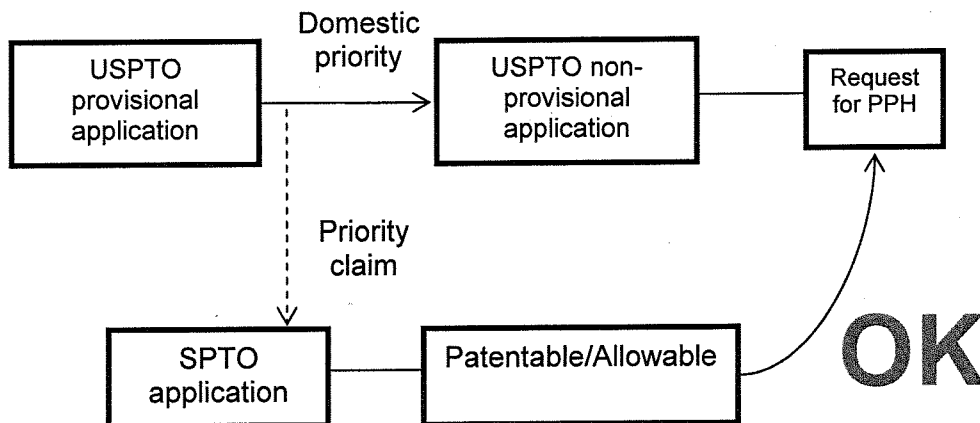 Domestic
priority
USPTO
provisional
application
USPTO non-
provisional
application
Request
for PPH
Priority
claim
SPTO
application
Patentable/Allowable
OK